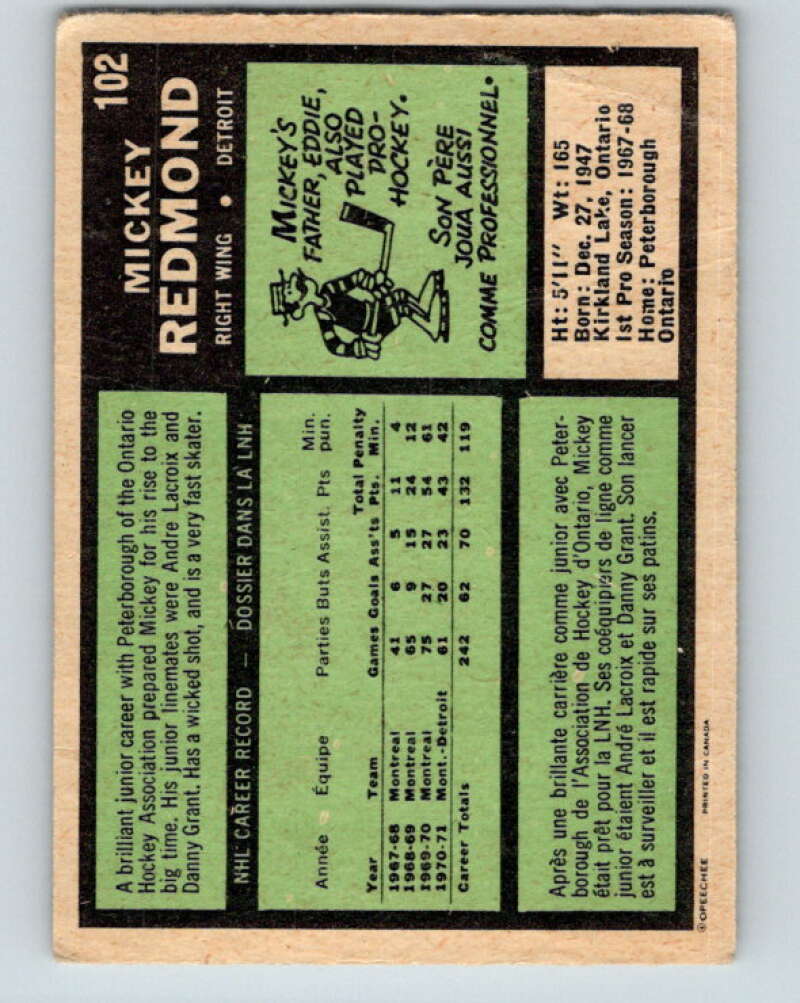 102
MICKEY
REDMOND
RIGHT WING • DETROIT
A brilliant junior career with Peterborough of the Ontario
Hockey Association prepared Mickey for his rise to the
big time. His junior linemates were Andre Lacroix and
Danny Grant. Has a wicked shot, and is a very fast skater.
MICKEY'S
FATHER, EDDIE,
ALSO
PLAYED
PRO-
HOCKEY.
SON PÈRE
JOUA AUSSI
COMME PROFESSIONNEL.
NHL CAREER RECORD — DOSSIER DANS LA LNH
Année Équipe Parties Buts Assist. Pts Min. pun.
Year Team Games Goals Ass'ts Total Pts. Penalty Min.
1967-68 Montreal 41 6 5 11 4
1968-69 Montreal 65 9 15 24 12
1969-70 Montreal 75 27 27 54 61
1970-71 Mont.-Detroit 61 20 23 43 42
Career Totals 242 62 70 132 119
Ht: 5'11" Wt: 165
Born: Dec. 27, 1947
Kirkland Lake, Ontario
1st Pro Season: 1967-68
Home: Peterborough
Ontario
Après une brillante carrière comme junior avec Peter-
borough de l'Association de Hockey d'Ontario, Mickey
était prêt pour la LNH. Ses coéquipiers de ligne comme
junior étaient André Lacroix et Danny Grant. Son lancer
est à surveiller et il est rapide sur ses patins.
©OPEECHEE PRINTED IN CANADA